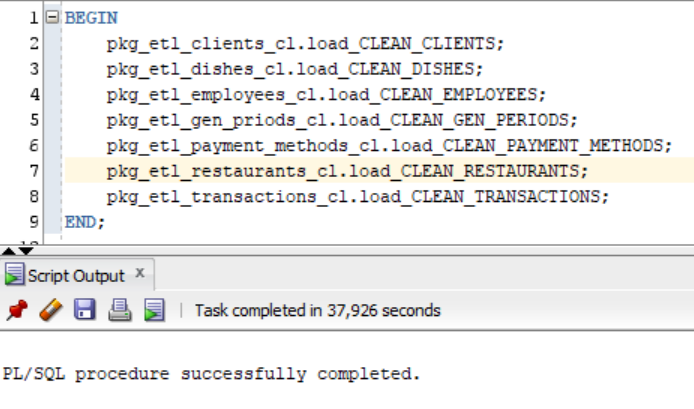 1 BEGIN
2 pkg_etl_clients_cl.load_CLEAN_CLIENTS;
3 pkg_etl_dishes_cl.load_CLEAN_DISHES;
4 pkg_etl_employees_cl.load_CLEAN_EMPLOYEES;
5 pkg_etl_gen_priods_cl.load_CLEAN_GEN_PERIODS;
6 pkg_etl_payment_methods_cl.load_CLEAN_PAYMENT_METHODS;
7 pkg_etl_restaurants_cl.load_CLEAN_RESTAURANTS;
8 pkg_etl_transactions_cl.load_CLEAN_TRANSACTIONS;
9 END;
Script Output x
Task completed in 37,926 seconds
PL/SQL procedure successfully completed.